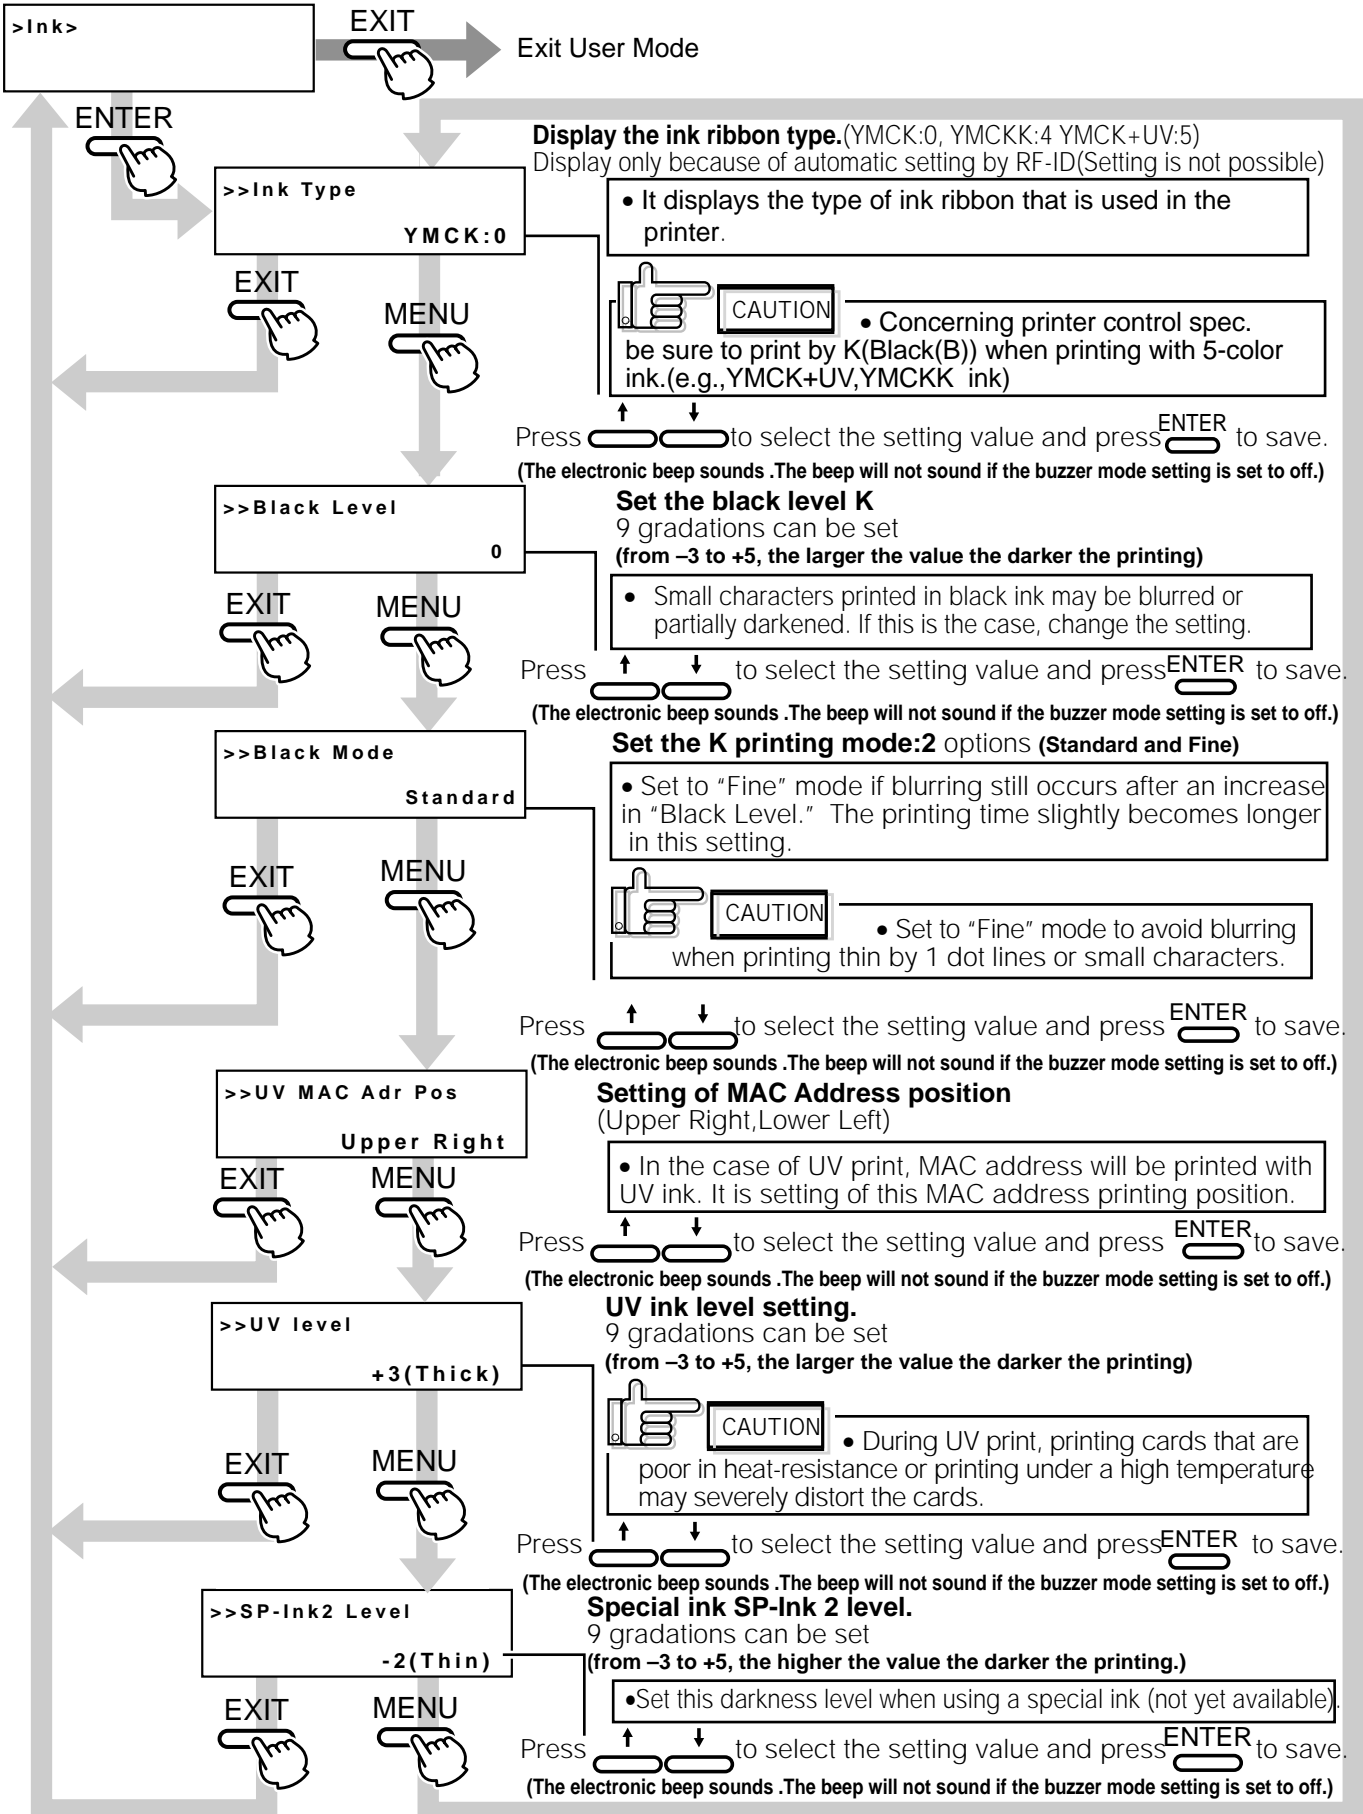 >Ink>
EXIT
Exit User Mode
ENTER
Display the ink ribbon type.(YMCK:0, YMCKK:4 YMCK+UV:5)
Display only because of automatic setting by RF-ID(Setting is not possible)
>>Ink Type
YMCK:0
• It displays the type of ink ribbon that is used in the
printer.
EXIT
MENU
CAUTION
• Concerning printer control spec.
be sure to print by K(Black(B)) when printing with 5-color
ink.(e.g.,YMCK+UV,YMCKK ink)
Press ↑ ↓ to select the setting value and press ENTER to save.
(The electronic beep sounds .The beep will not sound if the buzzer mode setting is set to off.)
>>Black Level
0
Set the black level K
9 gradations can be set
(from –3 to +5, the larger the value the darker the printing)
EXIT
MENU
• Small characters printed in black ink may be blurred or
partially darkened. If this is the case, change the setting.
Press ↑ ↓ to select the setting value and press ENTER to save.
(The electronic beep sounds .The beep will not sound if the buzzer mode setting is set to off.)
>>Black Mode
Standard
Set the K printing mode:2 options (Standard and Fine)
• Set to "Fine" mode if blurring still occurs after an increase
in "Black Level." The printing time slightly becomes longer
in this setting.
EXIT
MENU
CAUTION
• Set to "Fine" mode to avoid blurring
when printing thin by 1 dot lines or small characters.
Press ↑ ↓ to select the setting value and press ENTER to save.
(The electronic beep sounds .The beep will not sound if the buzzer mode setting is set to off.)
>>UV MAC Adr Pos
Upper Right
Setting of MAC Address position
(Upper Right,Lower Left)
EXIT
MENU
• In the case of UV print, MAC address will be printed with
UV ink. It is setting of this MAC address printing position.
Press ↑ ↓ to select the setting value and press ENTER to save.
(The electronic beep sounds .The beep will not sound if the buzzer mode setting is set to off.)
>>UV level
+3(Thick)
UV ink level setting.
9 gradations can be set
(from –3 to +5, the larger the value the darker the printing)
EXIT
MENU
CAUTION
• During UV print, printing cards that are
poor in heat-resistance or printing under a high temperature
may severely distort the cards.
Press ↑ ↓ to select the setting value and press ENTER to save.
(The electronic beep sounds .The beep will not sound if the buzzer mode setting is set to off.)
>>SP-Ink2 Level
-2(Thin)
Special ink SP-Ink 2 level.
9 gradations can be set
(from –3 to +5, the higher the value the darker the printing.)
EXIT
MENU
•Set this darkness level when using a special ink (not yet available).
Press ↑ ↓ to select the setting value and press ENTER to save.
(The electronic beep sounds .The beep will not sound if the buzzer mode setting is set to off.)